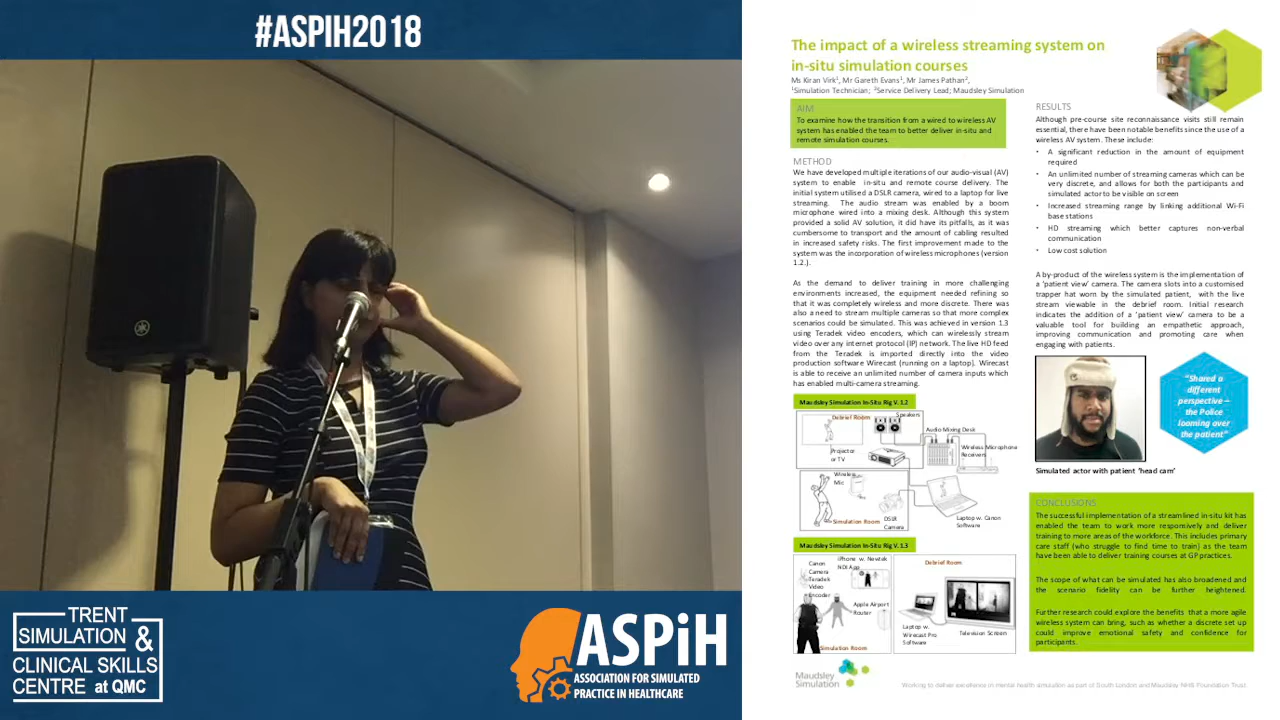 #ASPIH2018
TRENT
SIMULATION &
CLINICAL SKILLS
CENTRE at QMC
ASPiH
ASSOCIATION FOR SIMULATED
PRACTICE IN HEALTHCARE
The impact of a wireless streaming system on
in-situ simulation courses
Ms Kiran Virk¹, Mr Gareth Evans¹, Mr James Pathan²,
¹Simulation Technician; ²Service Delivery Lead; Maudsley Simulation
AIM
To examine how the transition from a wired to wireless AV
system has enabled the team to better deliver in-situ and
remote simulation courses.
METHOD
We have developed multiple iterations of our audio-visual (AV)
system to enable in-situ and remote course delivery. The
initial system utilised a DSLR camera, wired to a laptop for live
streaming. The audio stream was enabled by a boom
microphone wired into a mixing desk. Although this system
provided a solid AV solution, it did have its pitfalls, as it was
cumbersome to transport and the amount of cabling resulted
in increased safety risks. The first improvement made to the
system was the incorporation of wireless microphones (version
1.2.).
As the demand to deliver training in more challenging
environments increased, the equipment needed refining so
that it was completely wireless and more discrete. There was
also a need to stream multiple cameras so that more complex
scenarios could be simulated. This was achieved in version 1.3
using Teradek video encoders, which can wirelessly stream
video over any internet protocol (IP) network. The live HD feed
from the Teradek is imported directly into the video
production software Wirecast (running on a laptop). Wirecast
is able to receive an unlimited number of camera inputs which
has enabled multi-camera streaming.
Maudsley Simulation In-Situ Rig V. 1.2
Debrief Room
Speakers
Projector
or TV
Audio Mixing Desk
Wireless Microphone
Receivers
Wireless
Mic
Simulation Room
DSLR
Camera
Laptop w. Canon
Software
Maudsley Simulation In-Situ Rig V. 1.3
Canon
Camera
Teradek
Video
Encoder
iPhone w. Newtek
NDI App
Apple Airport
Router
Simulation Room
Debrief Room
Laptop w.
Wirecast Pro
Software
Television Screen
Maudsley
Simulation
RESULTS
Although pre-course site reconnaissance visits still remain
essential, there have been notable benefits since the use of a
wireless AV system. These include:
• A significant reduction in the amount of equipment
required
• An unlimited number of streaming cameras which can be
very discrete, and allows for both the participants and
simulated actor to be visible on screen
• Increased streaming range by linking additional Wi-Fi
base stations
• HD streaming which better captures non-verbal
communication
• Low cost solution
A by-product of the wireless system is the implementation of
a 'patient view' camera. The camera slots into a customised
trapper hat worn by the simulated patient, with the live
stream viewable in the debrief room. Initial research
indicates the addition of a 'patient view' camera to be a
valuable tool for building an empathetic approach,
improving communication and promoting care when
engaging with patients.
"Shared a
different
perspective –
the Police
looming over
the patient"
Simulated actor with patient 'head cam'
CONCLUSIONS
The successful implementation of a streamlined in-situ kit has
enabled the team to work more responsively and deliver
training to more areas of the workforce. This includes primary
care staff (who struggle to find time to train) as the team
have been able to deliver training courses at GP practices.
The scope of what can be simulated has also broadened and
the scenario fidelity can be further heightened.
Further research could explore the benefits that a more agile
wireless system can bring, such as whether a discrete set up
could improve emotional safety and confidence for
participants.
Working to deliver excellence in mental health simulation as part of South London and Maudsley NHS Foundation Trust